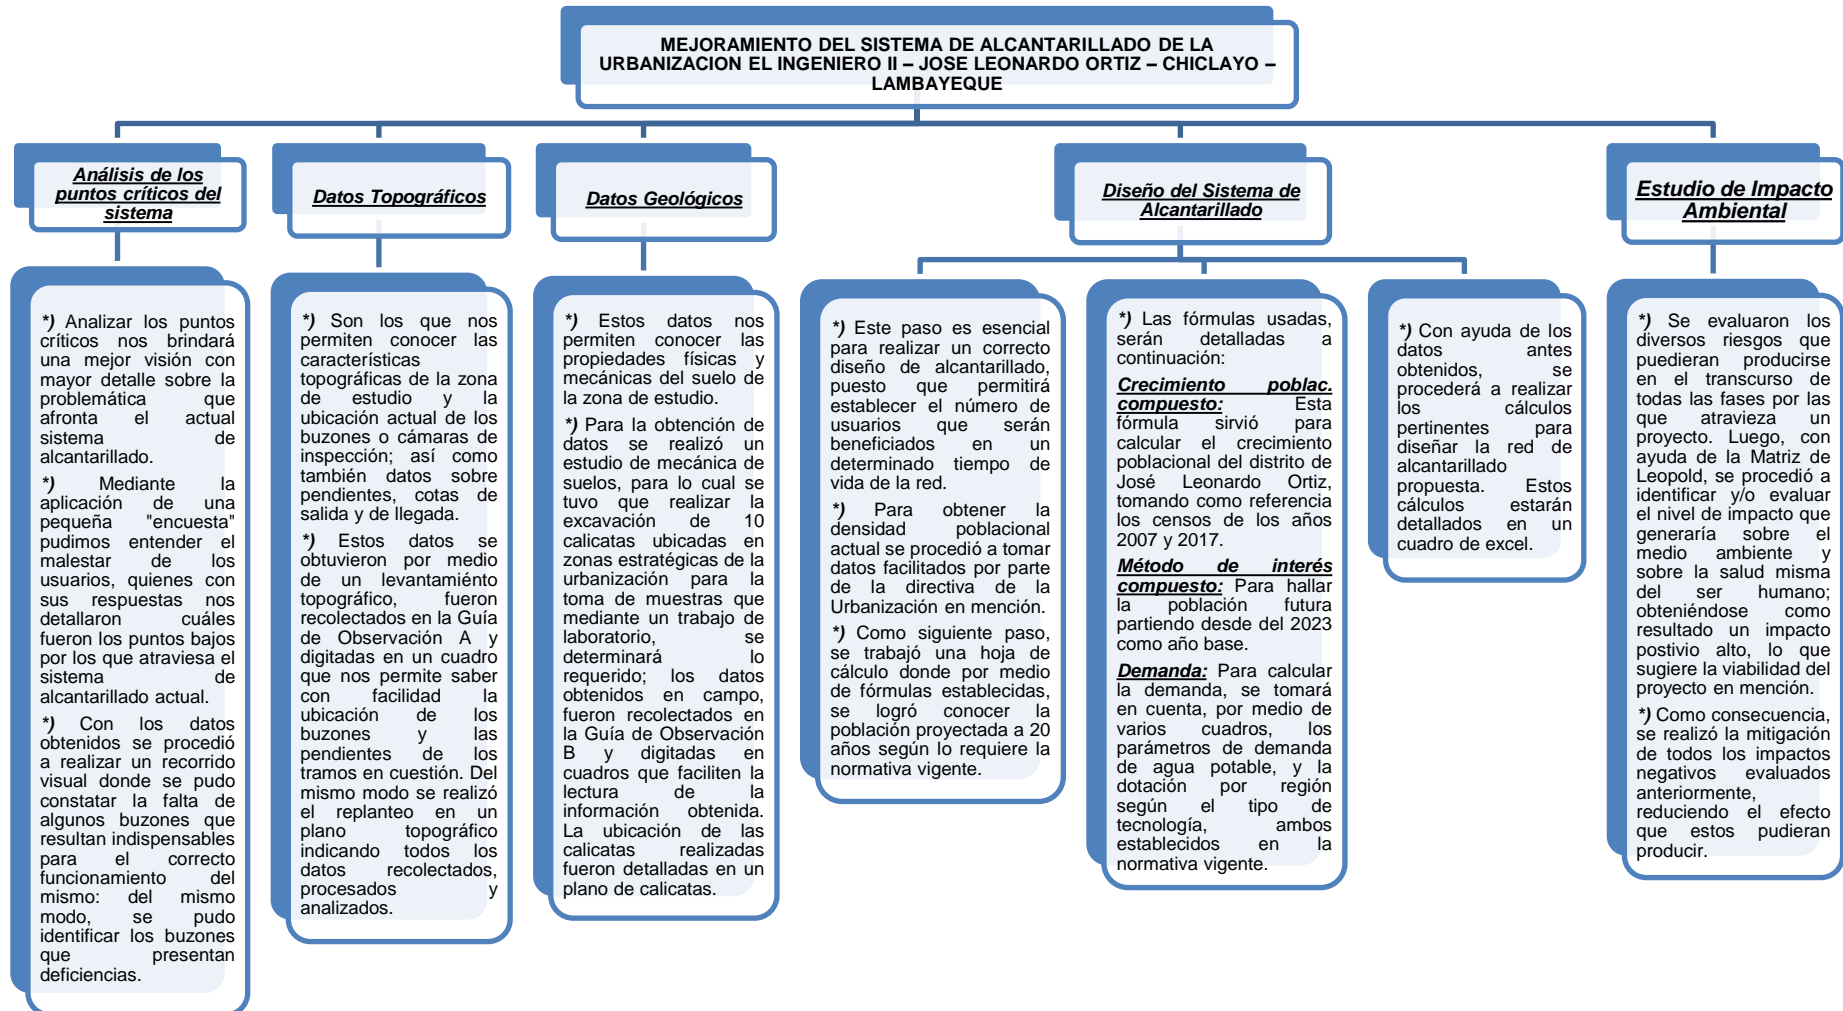 MEJORAMIENTO DEL SISTEMA DE ALCANTARILLADO DE LA
URBANIZACION EL INGENIERO II – JOSE LEONARDO ORTIZ – CHICLAYO –
LAMBAYEQUE
Análisis de los
puntos críticos del
sistema
*) Analizar los puntos
críticos nos brindará
una mejor visión con
mayor detalle sobre la
problemática que
afronta el actual
sistema de
alcantarillado.
*) Mediante la
aplicación de una
pequeña "encuesta"
pudimos entender el
malestar de los
usuarios, quienes con
sus respuestas nos
detallaron cuáles
fueron los puntos bajos
por los que atraviesa el
sistema de
alcantarillado actual.
*) Con los datos
obtenidos se procedió
a realizar un recorrido
visual donde se pudo
constatar la falta de
algunos buzones que
resultan indispensables
para el correcto
funcionamiento del
mismo: del mismo
modo, se pudo
identificar los buzones
que presentan
deficiencias.
Datos Topográficos
*) Son los que nos
permiten conocer las
características
topográficas de la zona
de estudio y la
ubicación actual de los
buzones o cámaras de
inspección; así como
también datos sobre
pendientes, cotas de
salida y de llegada.
*) Estos datos se
obtuvieron por medio
de un levantamiénto
topográfico, fueron
recolectados en la Guía
de Observación A y
digitadas en un cuadro
que nos permite saber
con facilidad la
ubicación de los
buzones y las
pendientes de los
tramos en cuestión. Del
mismo modo se realizó
el replanteo en un
plano topográfico
indicando todos los
datos recolectados,
procesados y
analizados.
Datos Geológicos
*) Estos datos nos
permiten conocer las
propiedades físicas y
mecánicas del suelo de
la zona de estudio.
*) Para la obtención de
datos se realizó un
estudio de mecánica de
suelos, para lo cual se
tuvo que realizar la
excavación de 10
calicatas ubicadas en
zonas estratégicas de la
urbanización para la
toma de muestras que
mediante un trabajo de
laboratorio, se
determinará lo
requerido; los datos
obtenidos en campo,
fueron recolectados en
la Guía de Observación
B y digitadas en
cuadros que faciliten la
lectura de la
información obtenida.
La ubicación de las
calicatas realizadas
fueron detalladas en un
plano de calicatas.
Diseño del Sistema de
Alcantarillado
*) Este paso es esencial
para realizar un correcto
diseño de alcantarillado,
puesto que permitirá
establecer el número de
usuarios que serán
beneficiados en un
determinado tiempo de
vida de la red.
*) Para obtener la
densidad poblacional
actual se procedió a tomar
datos facilitados por parte
de la directiva de la
Urbanización en mención.
*) Como siguiente paso,
se trabajó una hoja de
cálculo donde por medio
de fórmulas establecidas,
se logró conocer la
población proyectada a 20
años según lo requiere la
normativa vigente.
*) Las fórmulas usadas,
serán detalladas a
continuación:
Crecimiento poblac.
compuesto: Esta
fórmula sirvió para
calcular el crecimiento
poblacional del distrito de
José Leonardo Ortiz,
tomando como referencia
los censos de los años
2007 y 2017.
Método de interés
compuesto: Para hallar
la población futura
partiendo desde del 2023
como año base.
Demanda: Para calcular
la demanda, se tomará
en cuenta, por medio de
varios cuadros, los
parámetros de demanda
de agua potable, y la
dotación por región
según el tipo de
tecnología, ambos
establecidos en la
normativa vigente.
*) Con ayuda de los
datos antes
obtenidos, se
procederá a realizar
los cálculos
pertinentes para
diseñar la red de
alcantarillado
propuesta. Estos
cálculos estarán
detallados en un
cuadro de excel.
Estudio de Impacto
Ambiental
*) Se evaluaron los
diversos riesgos que
puedieran producirse
en el transcurso de
todas las fases por las
que atravieza un
proyecto. Luego, con
ayuda de la Matriz de
Leopold, se procedió a
identificar y/o evaluar
el nivel de impacto que
generaría sobre el
medio ambiente y
sobre la salud misma
del ser humano;
obteniéndose como
resultado un impacto
postivio alto, lo que
sugiere la viabilidad del
proyecto en mención.
*) Como consecuencia,
se realizó la mitigación
de todos los impactos
negativos evaluados
anteriormente,
reduciendo el efecto
que estos pudieran
producir.